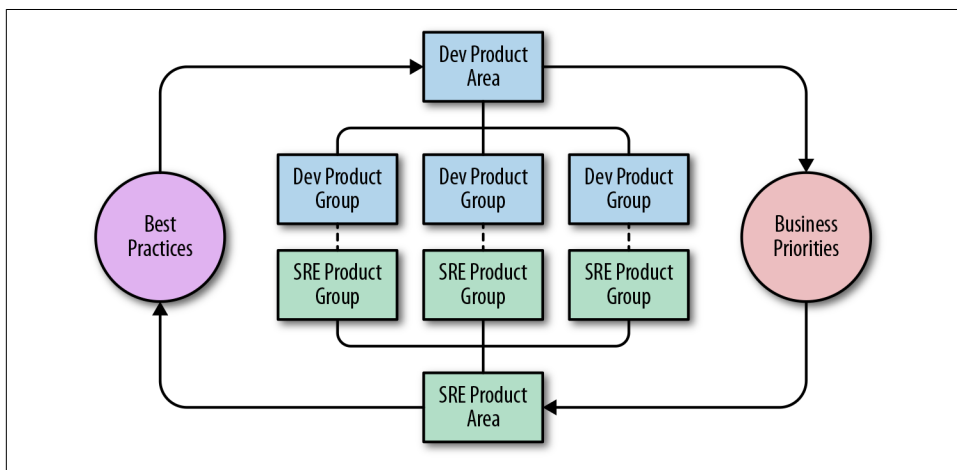 Dev Product
Area
Dev Product
Group
Dev Product
Group
Dev Product
Group
Best
Practices
Business
Priorities
SRE Product
Group
SRE Product
Group
SRE Product
Group
SRE Product
Area